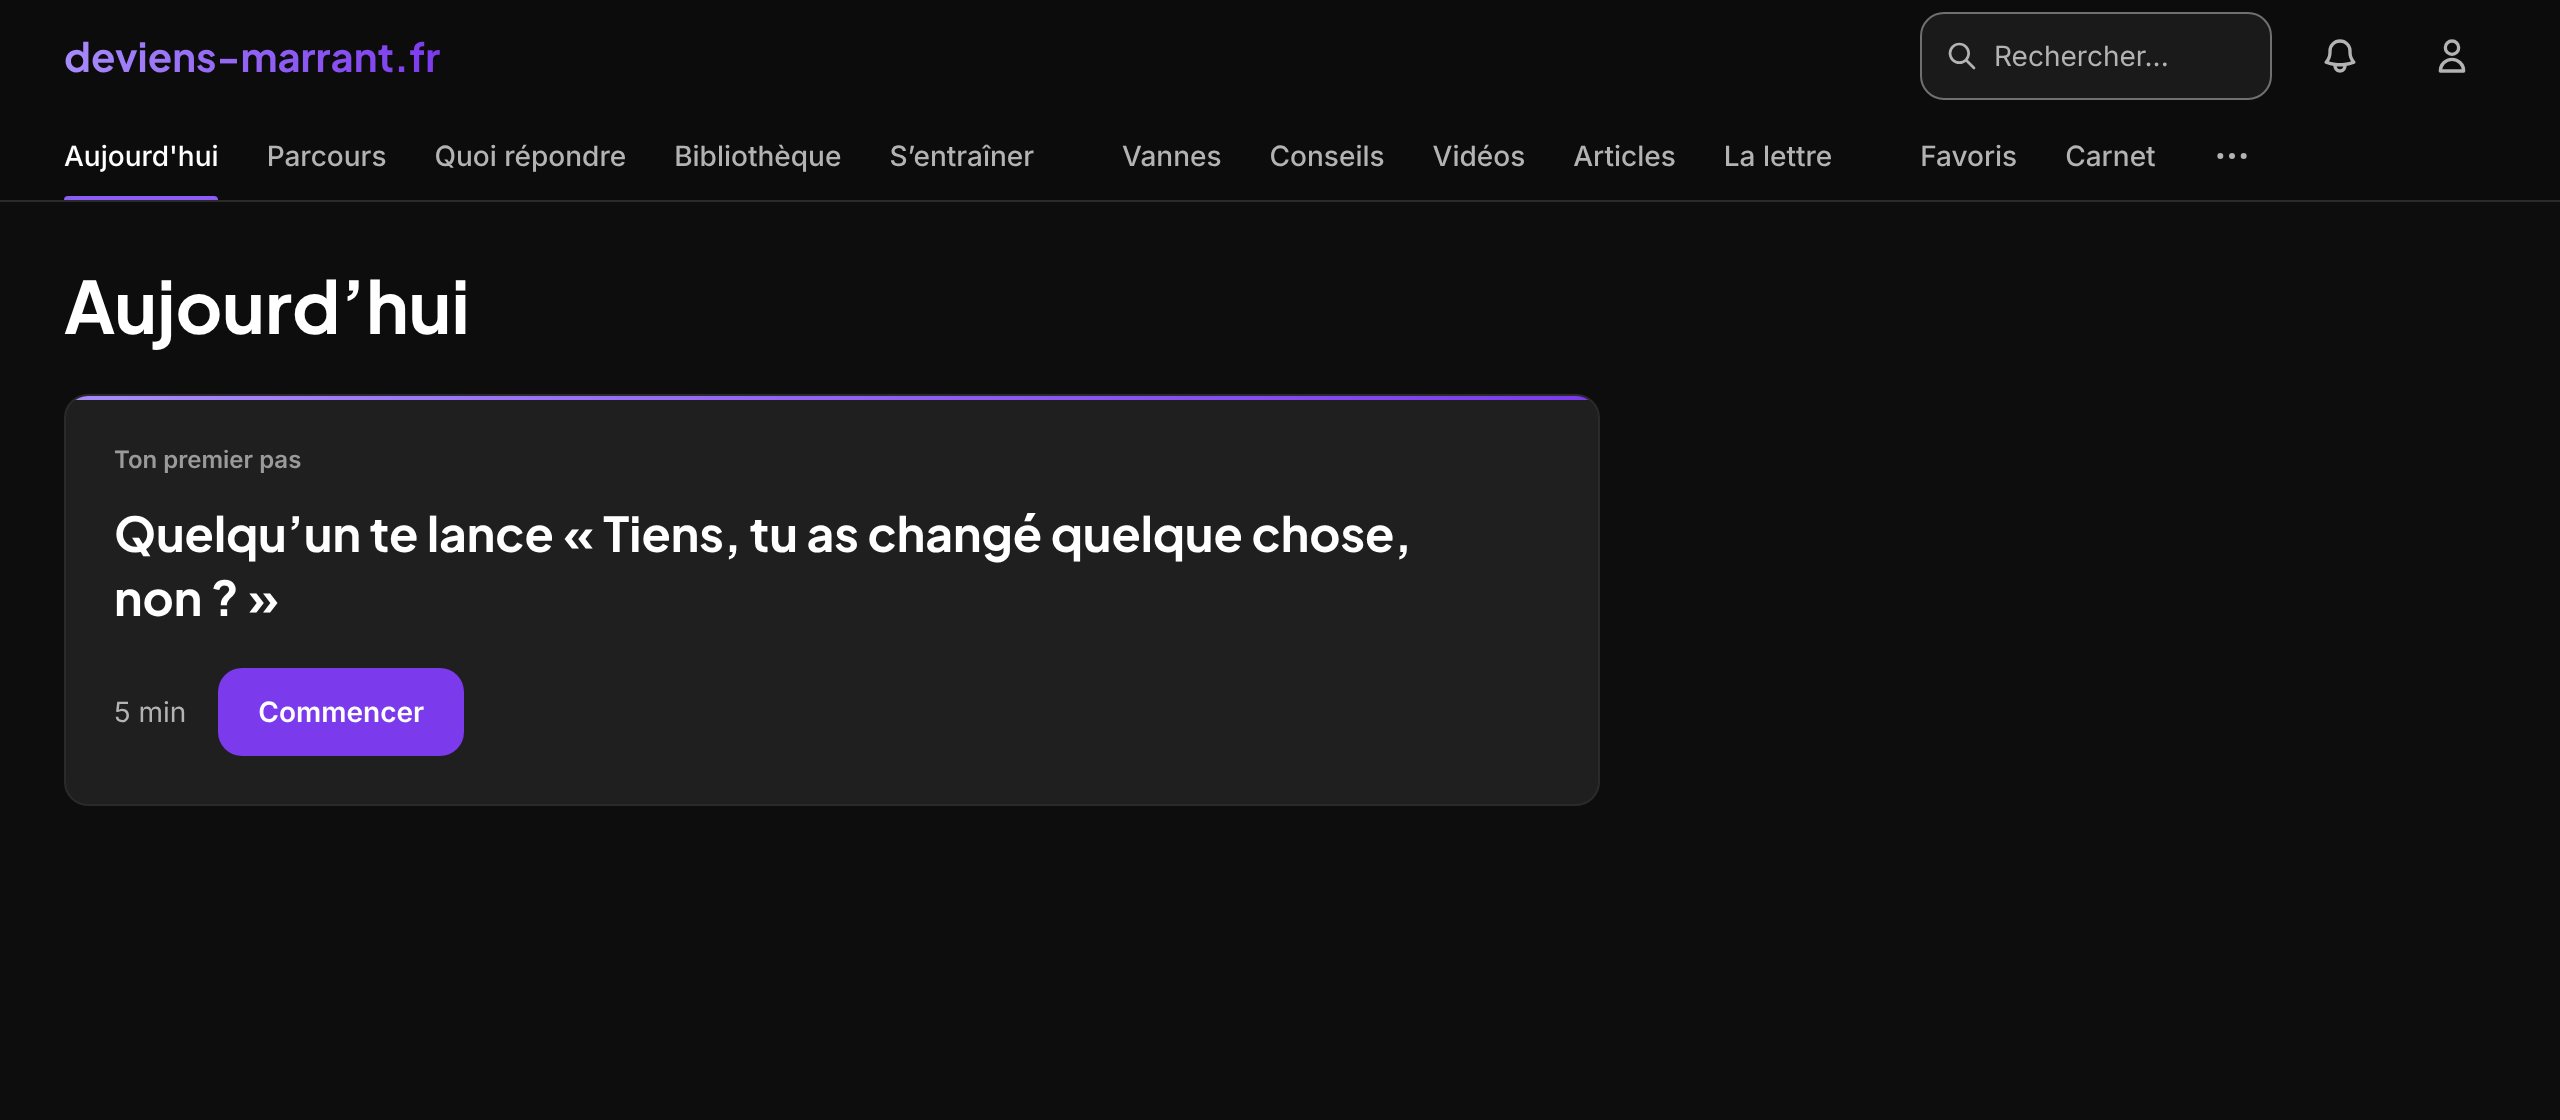 deviens-marrant.fr
Rechercher...
Aujourd'hui Parcours Quoi répondre Bibliothèque S’entraîner Vannes Conseils Vidéos Articles La lettre Favoris Carnet
Aujourd’hui
Ton premier pas
Quelqu’un te lance « Tiens, tu as changé quelque chose,
non ? »
5 min Commencer